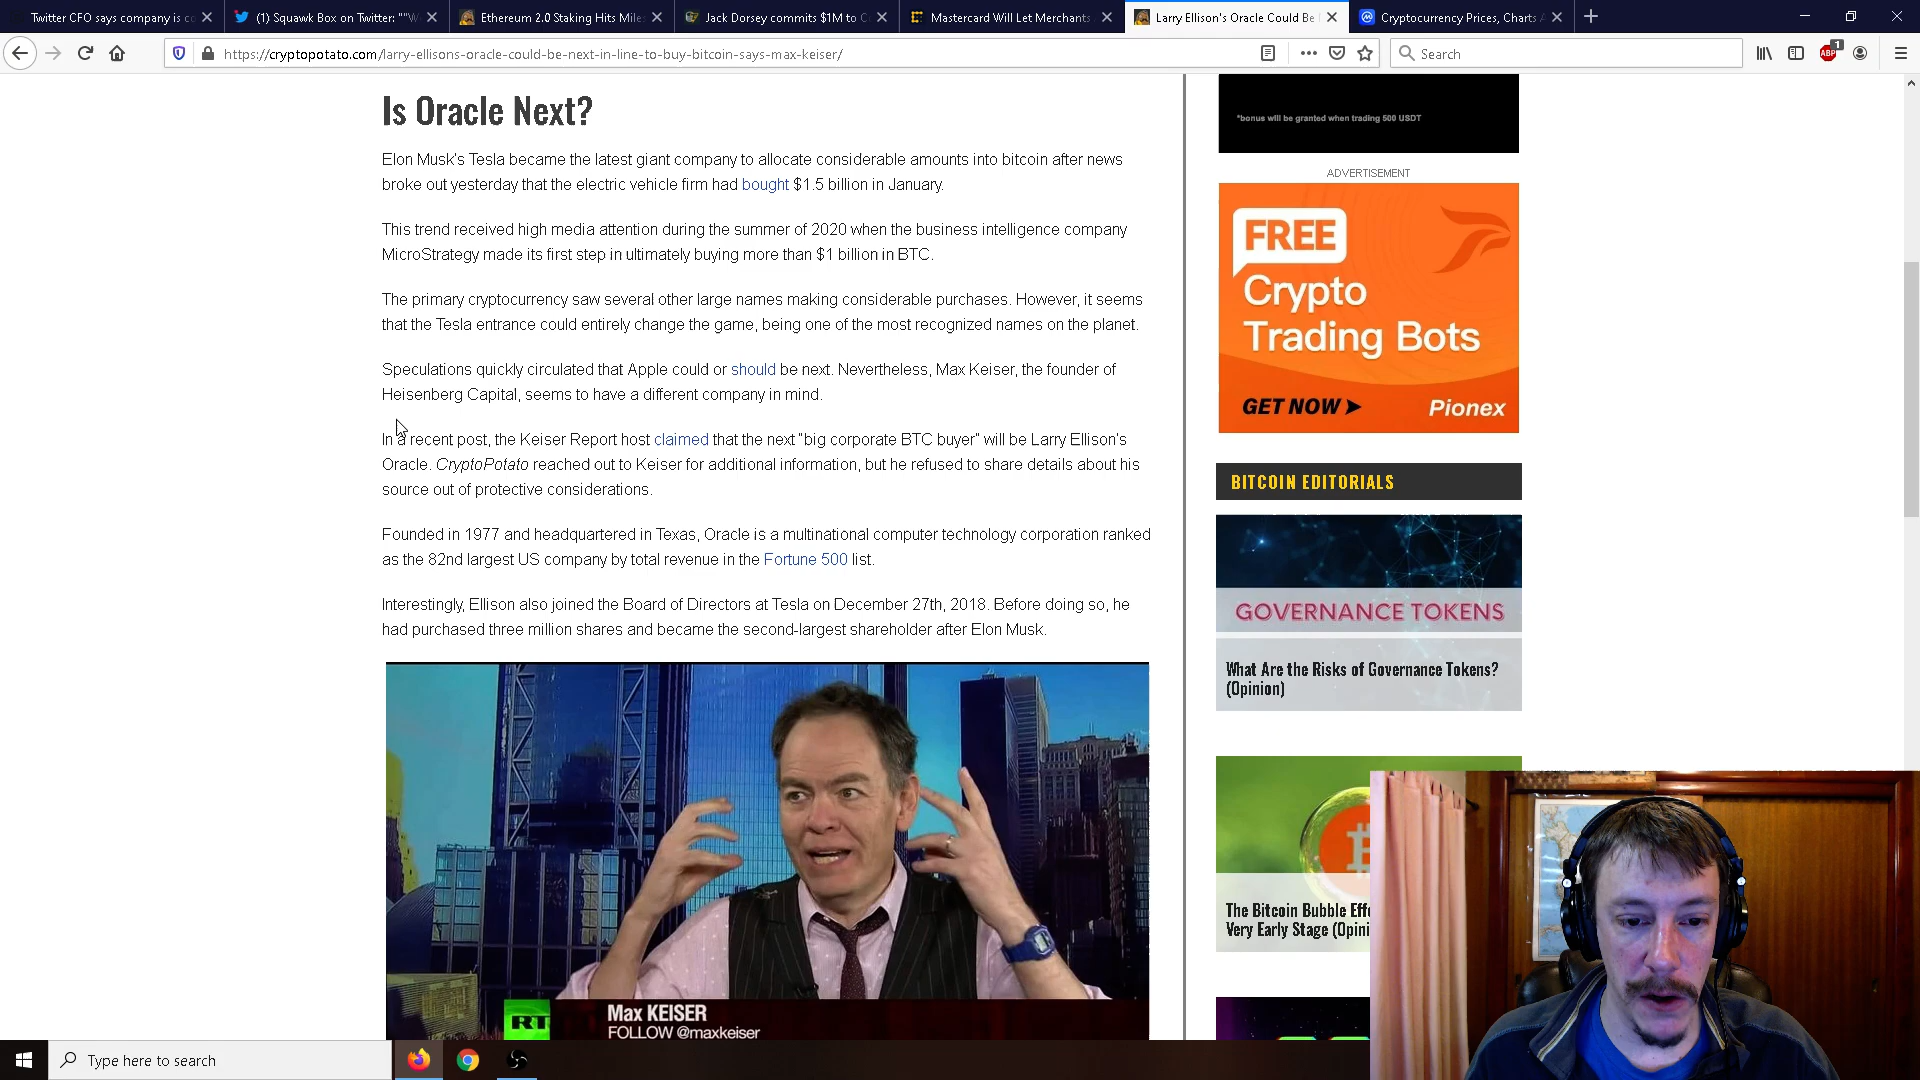 Twitter CFO says company is co
(1) Squawk Box on Twitter: ""W
Ethereum 2.0 Staking Hits Mile
Jack Dorsey commits $1M to C
Mastercard Will Let Merchants
Larry Ellison's Oracle Could Be
Cryptocurrency Prices, Charts A
https://cryptopotato.com/larry-ellisons-oracle-could-be-next-in-line-to-buy-bitcoin-says-max-keiser/
Search
ABP
1
Is Oracle Next?
Elon Musk's Tesla became the latest giant company to allocate considerable amounts into bitcoin after news
broke out yesterday that the electric vehicle firm had bought $1.5 billion in January.
This trend received high media attention during the summer of 2020 when the business intelligence company
MicroStrategy made its first step in ultimately buying more than $1 billion in BTC.
The primary cryptocurrency saw several other large names making considerable purchases. However, it seems
that the Tesla entrance could entirely change the game, being one of the most recognized names on the planet.
Speculations quickly circulated that Apple could or should be next. Nevertheless, Max Keiser, the founder of
Heisenberg Capital, seems to have a different company in mind.
In a recent post, the Keiser Report host claimed that the next "big corporate BTC buyer" will be Larry Ellison's
Oracle. CryptoPotato reached out to Keiser for additional information, but he refused to share details about his
source out of protective considerations.
Founded in 1977 and headquartered in Texas, Oracle is a multinational computer technology corporation ranked
as the 82nd largest US company by total revenue in the Fortune 500 list.
Interestingly, Ellison also joined the Board of Directors at Tesla on December 27th, 2018. Before doing so, he
had purchased three million shares and became the second-largest shareholder after Elon Musk.
RT
Max KEISER
FOLLOW @maxkeiser
*bonus will be granted when trading 500 USDT
ADVERTISEMENT
FREE
Crypto
Trading Bots
GET NOW
Pionex
BITCOIN EDITORIALS
GOVERNANCE TOKENS
What Are the Risks of Governance Tokens?
(Opinion)
The Bitcoin Bubble Effe
Very Early Stage (Opini
Type here to search